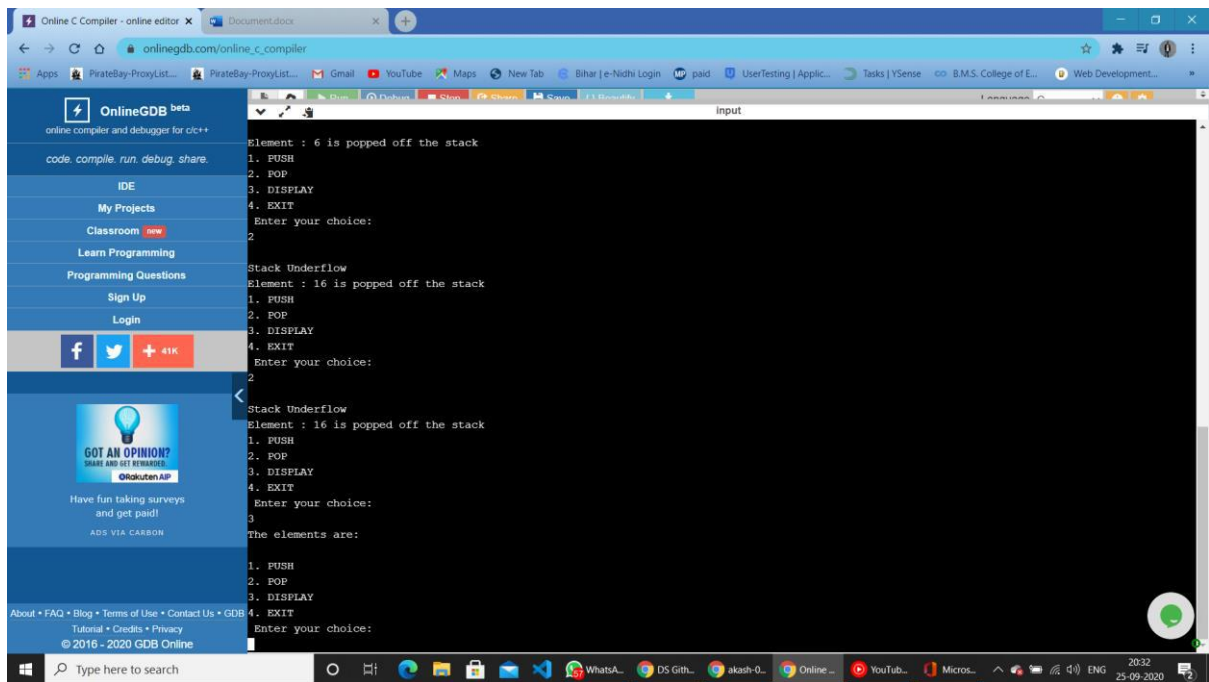 Online C Compiler - online editor
Document.docx
onlinegdb.com/online_c_compiler
Apps PirateBay-ProxyList... PirateBay-ProxyList... Gmail YouTube Maps New Tab Bihar | e-Nidhi Login paid UserTesting | Applic... Tasks | YSense B.M.S. College of E... Web Development...
OnlineGDB beta
online compiler and debugger for c/c++
code. compile. run. debug. share.
IDE
My Projects
Classroom new
Learn Programming
Programming Questions
Sign Up
Login
41K
GOT AN OPINION?
SHARE AND GET REWARDED.
Rakuten AIP
Have fun taking surveys
and get paid!
ADS VIA CARBON
About • FAQ • Blog • Terms of Use • Contact Us • GDB
Tutorial • Credits • Privacy
© 2016 - 2020 GDB Online
Run Debug Stop Share Save Beautify Language C
input
Element : 6 is popped off the stack
1. PUSH
2. POP
3. DISPLAY
4. EXIT
Enter your choice:
2
Stack Underflow
Element : 16 is popped off the stack
1. PUSH
2. POP
3. DISPLAY
4. EXIT
Enter your choice:
2
Stack Underflow
Element : 16 is popped off the stack
1. PUSH
2. POP
3. DISPLAY
4. EXIT
Enter your choice:
3
The elements are:
1. PUSH
2. POP
3. DISPLAY
4. EXIT
Enter your choice:
Type here to search
WhatsA... DS Gith... akash-0... Online ... YouTub... Micros... ENG
20:32
25-09-2020
2